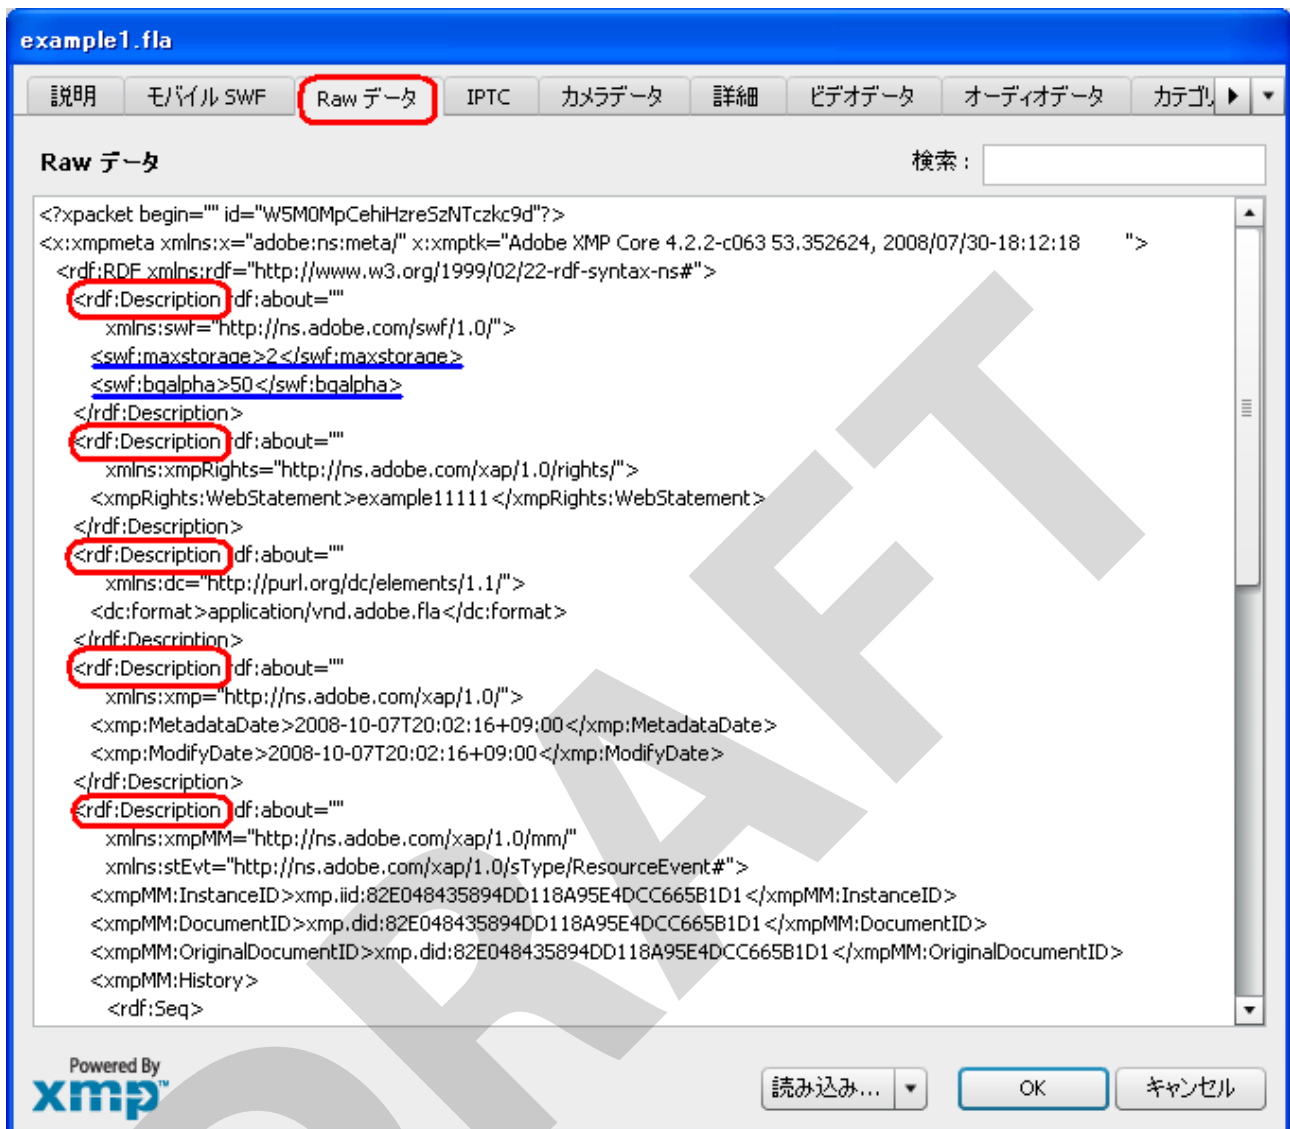 example1.fla
説明 モバイル SWF Raw データ IPTC カメラデータ 詳細 ビデオデータ オーディオデータ カテゴリ
Raw データ 検索 :
<?xpacket begin="" id="W5M0MpCehiHzreSzNTczkc9d"?>
<x:xmpmeta xmlns:x="adobe:ns:meta/" x:xmptk="Adobe XMP Core 4.2.2-c063 53.352624, 2008/07/30-18:12:18 ">
<rdf:RDF xmlns:rdf="http://www.w3.org/1999/02/22-rdf-syntax-ns#">
<rdf:Description rdf:about=""
xmlns:swf="http://ns.adobe.com/swf/1.0/">
<swf:maxstorage>2</swf:maxstorage>
<swf:bgalpha>50</swf:bgalpha>
</rdf:Description>
<rdf:Description rdf:about=""
xmlns:xmpRights="http://ns.adobe.com/xap/1.0/rights/">
<xmpRights:WebStatement>example11111</xmpRights:WebStatement>
</rdf:Description>
<rdf:Description rdf:about=""
xmlns:dc="http://purl.org/dc/elements/1.1/">
<dc:format>application/vnd.adobe.fla</dc:format>
</rdf:Description>
<rdf:Description rdf:about=""
xmlns:xmp="http://ns.adobe.com/xap/1.0/">
<xmp:MetadataDate>2008-10-07T20:02:16+09:00</xmp:MetadataDate>
<xmp:ModifyDate>2008-10-07T20:02:16+09:00</xmp:ModifyDate>
</rdf:Description>
<rdf:Description rdf:about=""
xmlns:xmpMM="http://ns.adobe.com/xap/1.0/mm/"
xmlns:stEvt="http://ns.adobe.com/xap/1.0/sType/ResourceEvent#">
<xmpMM:InstanceID>xmp.iid:82E048435894DD118A95E4DCC665B1D1</xmpMM:InstanceID>
<xmpMM:DocumentID>xmp.did:82E048435894DD118A95E4DCC665B1D1</xmpMM:DocumentID>
<xmpMM:OriginalDocumentID>xmp.did:82E048435894DD118A95E4DCC665B1D1</xmpMM:OriginalDocumentID>
<xmpMM:History>
<rdf:Seq>
Powered By
xmp™
読み込み... OK キャンセル
DRAFT